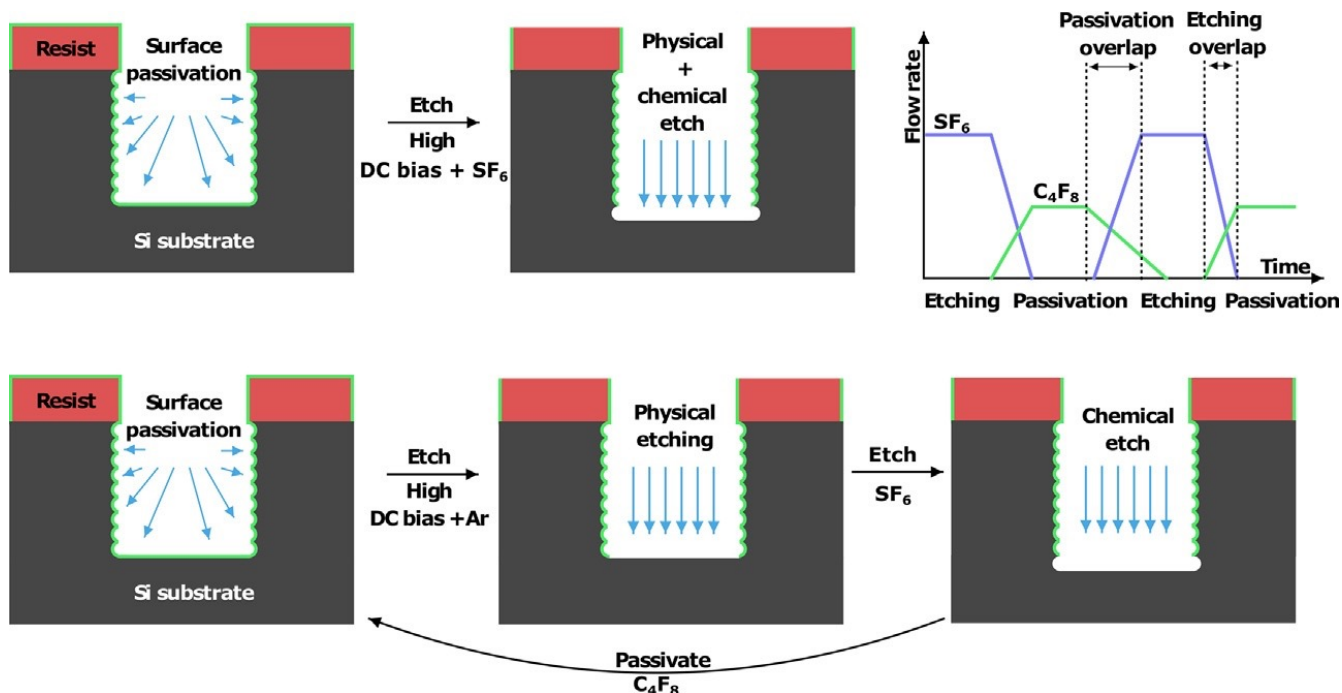 Resist
Surface
passivation
Si substrate
Etch
High
DC bias + SF₆
Physical
+
chemical
etch
Passivation
overlap
Etching
overlap
Flow rate
SF₆
C₄F₈
Time
Etching
Passivation
Etching
Passivation
Resist
Surface
passivation
Si substrate
Etch
High
DC bias +Ar
Physical
etching
Etch
SF₆
Chemical
etch
Passivate
C₄F₈